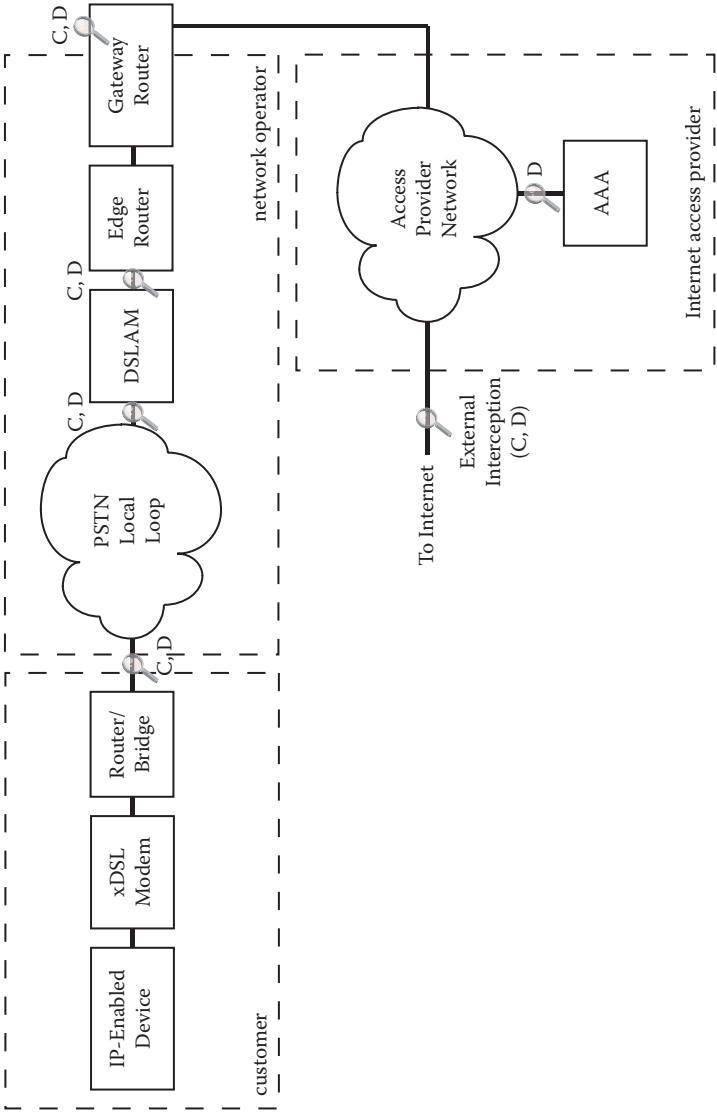 IP-Enabled
Device
xDSL
Modem
Router/
Bridge
customer
C, D
PSTN
Local
Loop
C, D
DSLAM
C, D
Edge
Router
Gateway
Router
C, D
network operator
To Internet
External
Interception
(C, D)
Access
Provider
Network
D
AAA
Internet access provider